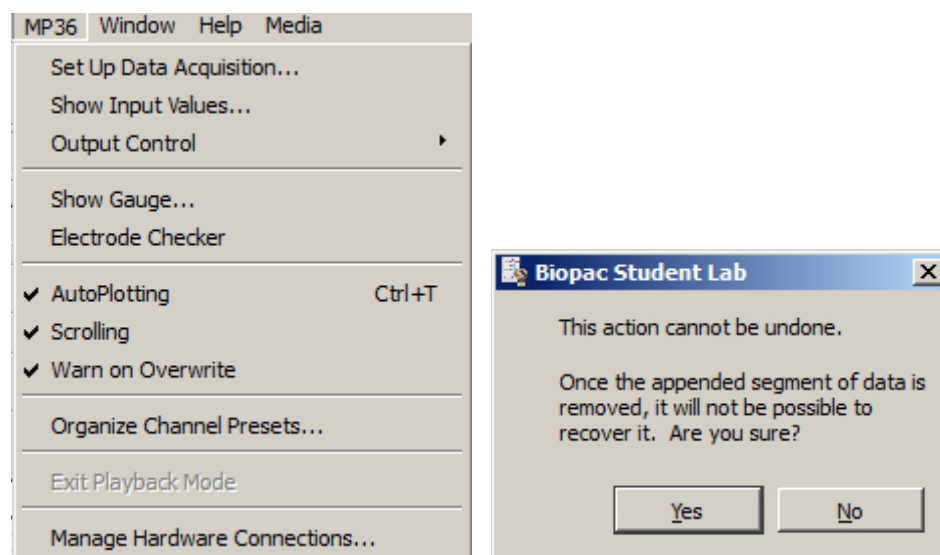 MP36 Window Help Media
Set Up Data Acquisition...
Show Input Values...
Output Control
Show Gauge...
Electrode Checker
AutoPlotting Ctrl+T
Scrolling
Warn on Overwrite
Organize Channel Presets...
Exit Playback Mode
Manage Hardware Connections...
Biopac Student Lab
This action cannot be undone.
Once the appended segment of data is
removed, it will not be possible to
recover it. Are you sure?
Yes No